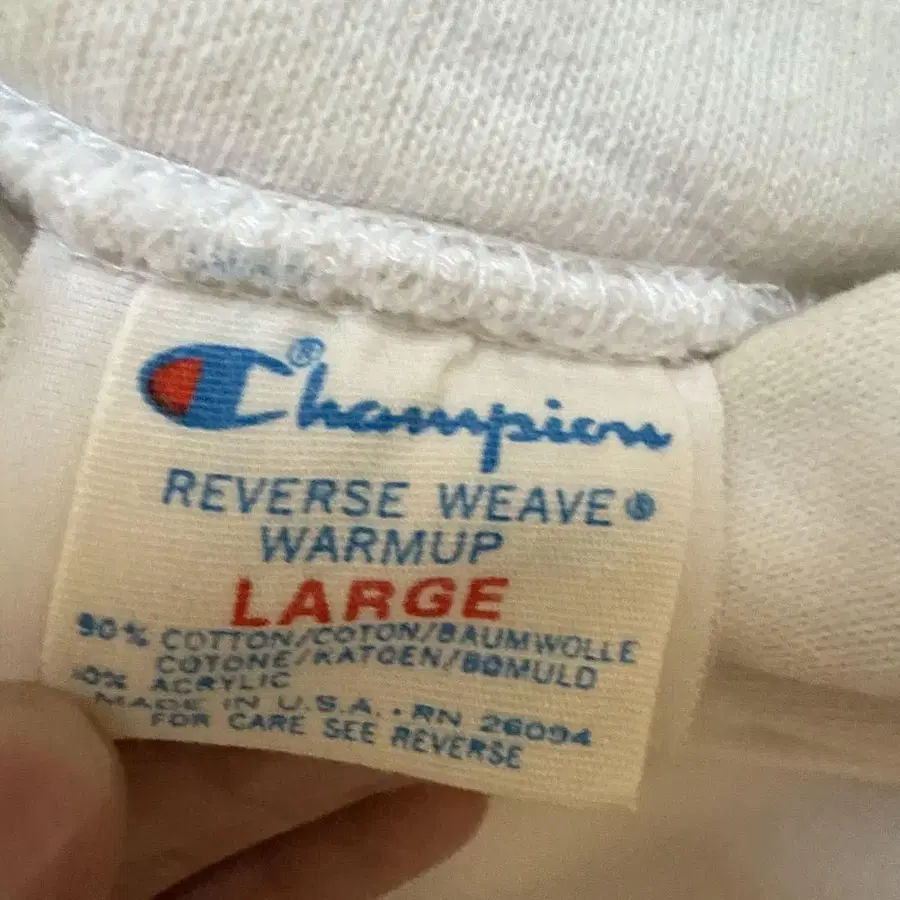 Champion®
REVERSE WEAVE®
WARMUP
LARGE
90% COTTON/COTON/BAUMWOLLE
COTONE/KATOEN/BOMULD
10% ACRYLIC
MADE IN U.S.A. • RN 26094
FOR CARE SEE REVERSE